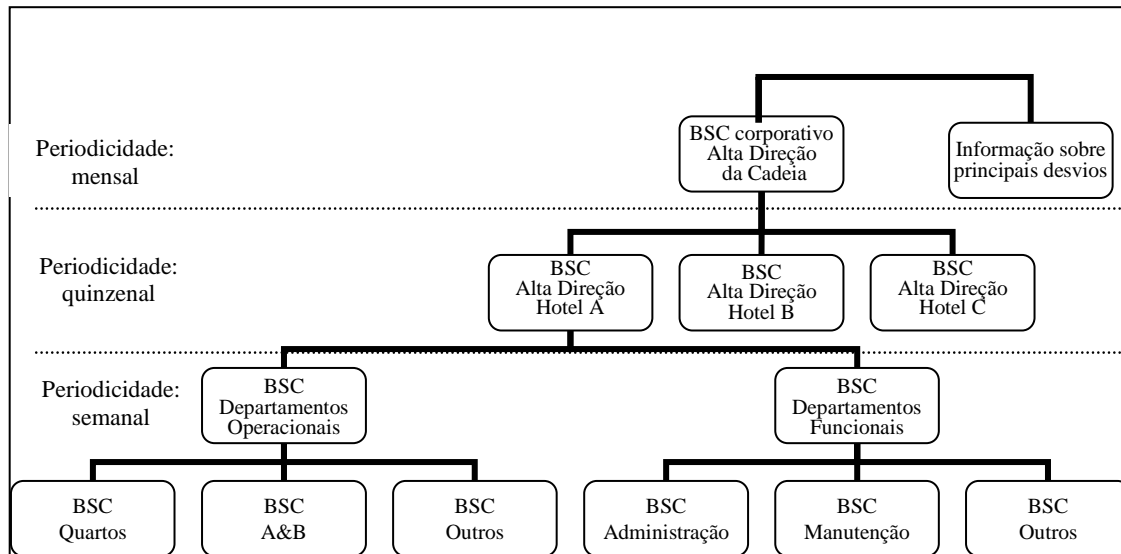 Periodicidade:
mensal
BSC corporativo
Alta Direção
da Cadeia
Informação sobre
principais desvios
Periodicidade:
quinzenal
BSC
Alta Direção
Hotel A
BSC
Alta Direção
Hotel B
BSC
Alta Direção
Hotel C
Periodicidade:
semanal
BSC
Departamentos
Operacionais
BSC
Departamentos
Funcionais
BSC
Quartos
BSC
A&B
BSC
Outros
BSC
Administração
BSC
Manutenção
BSC
Outros